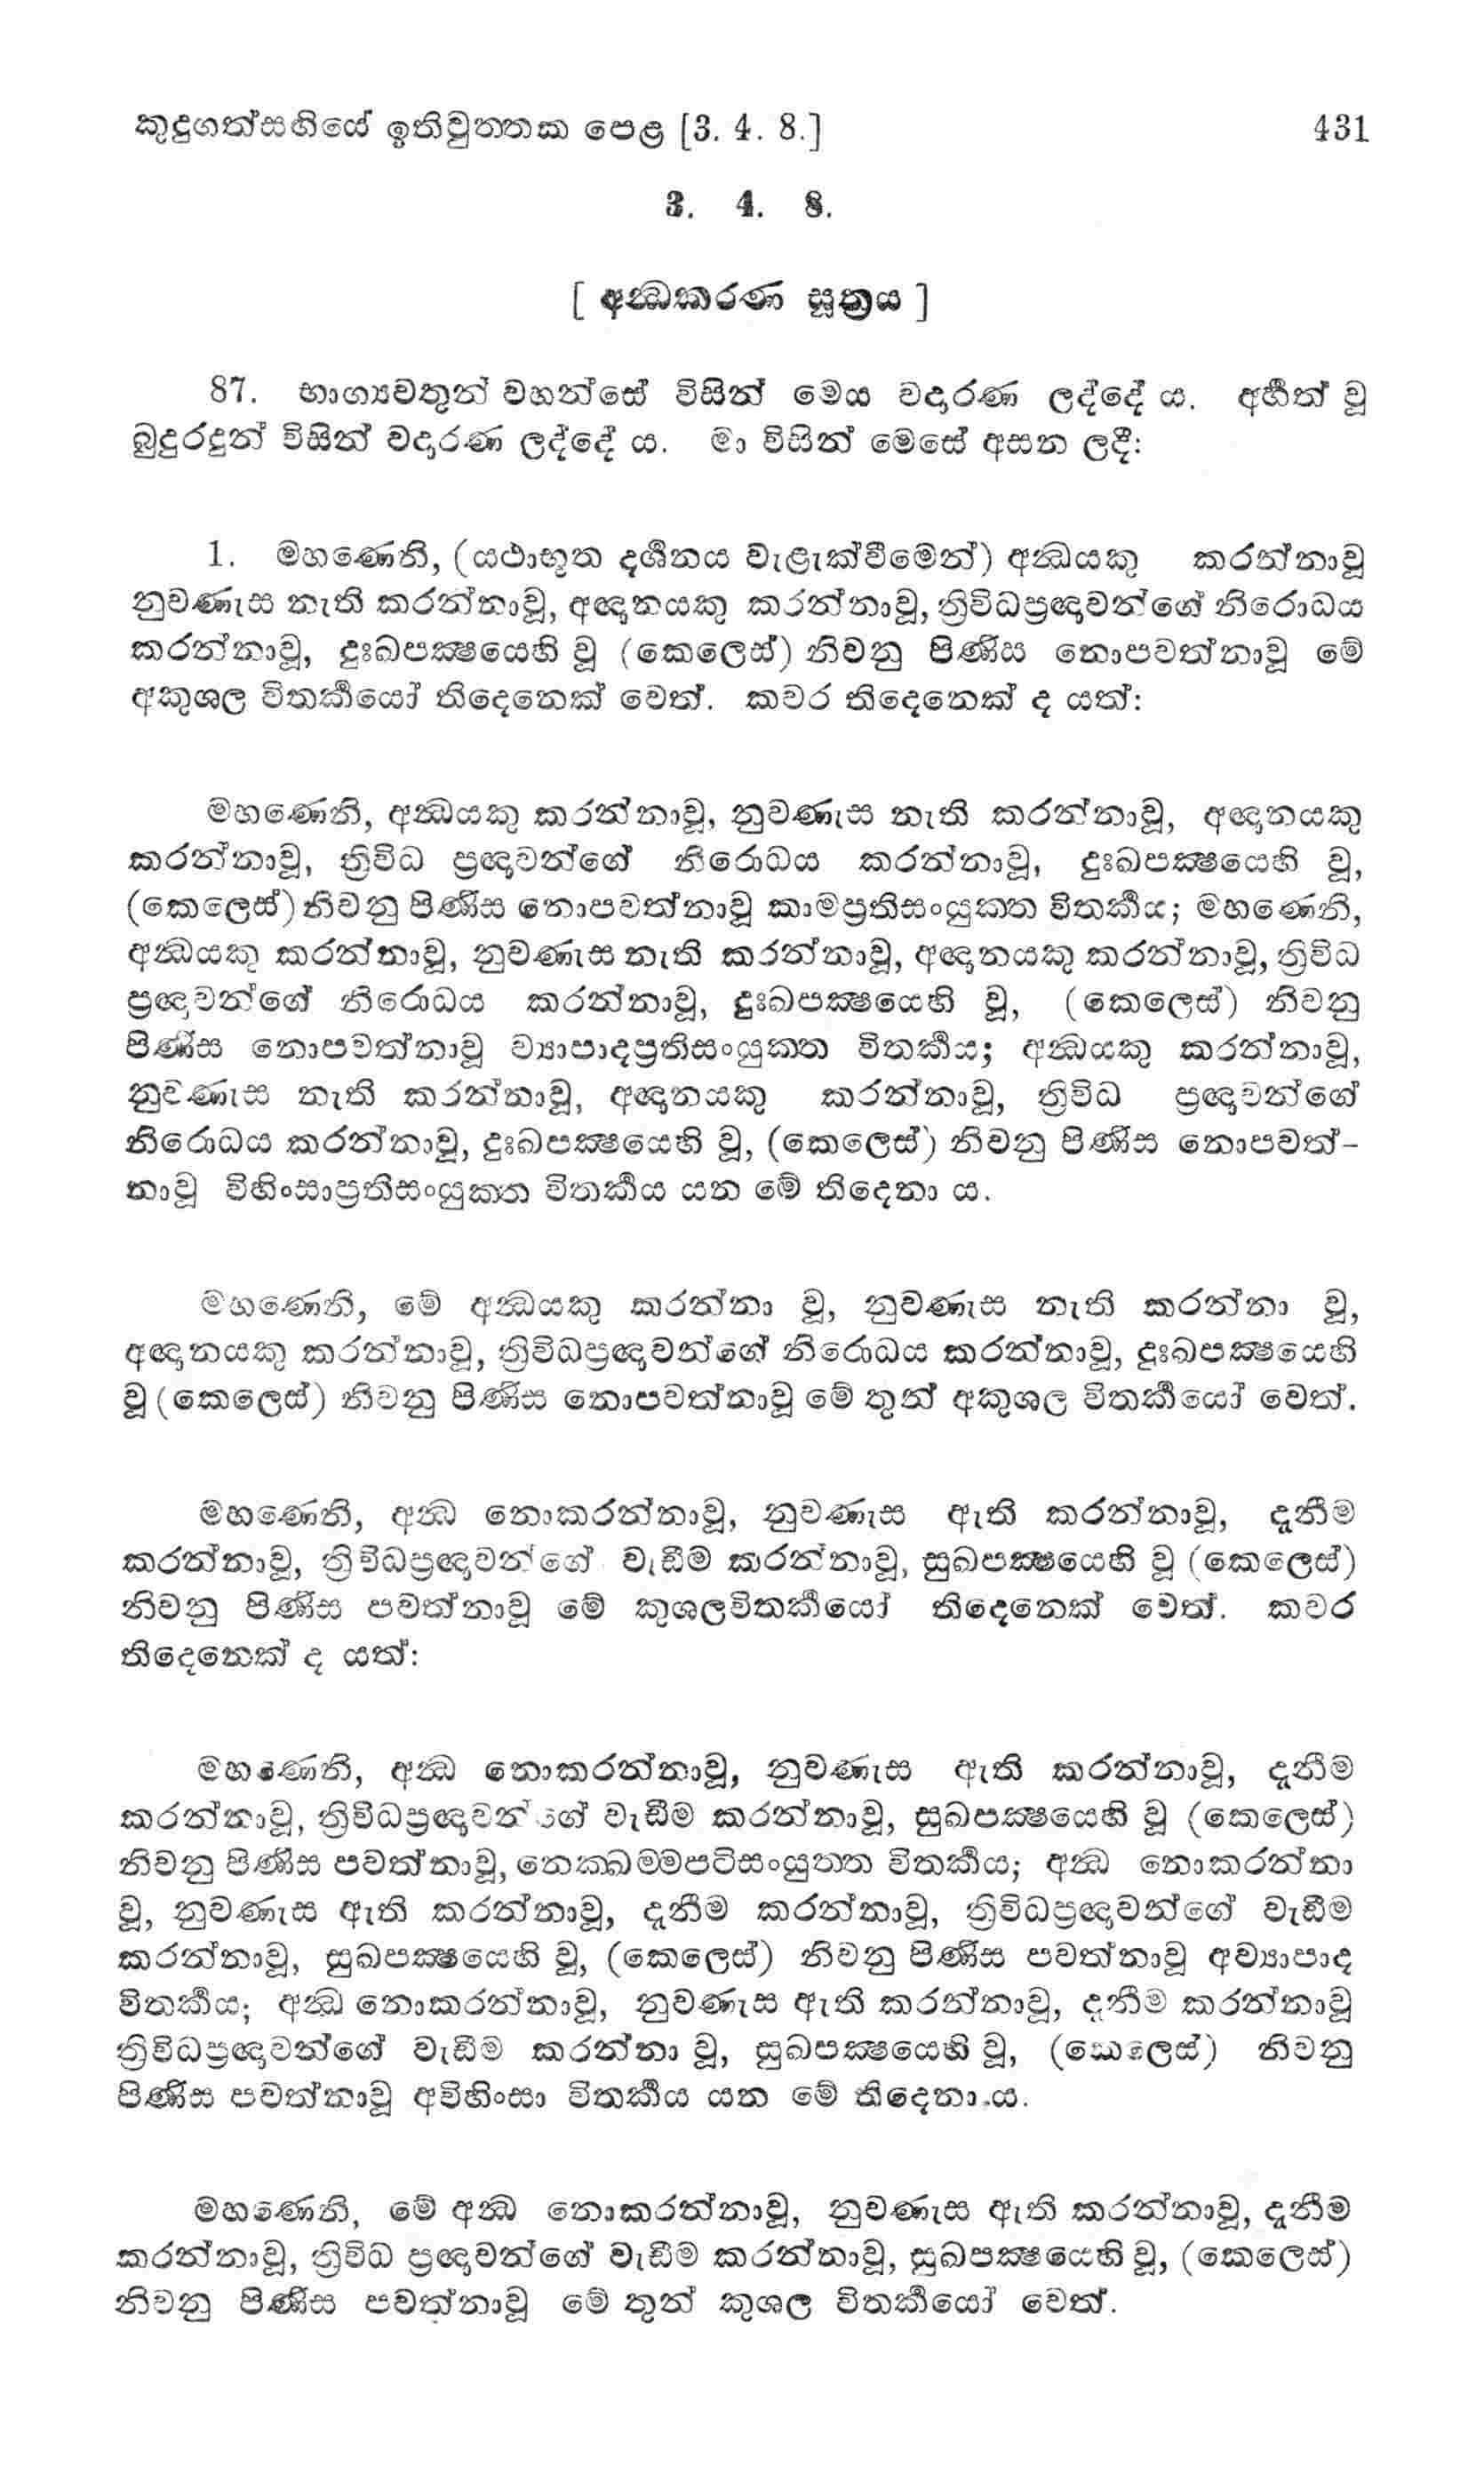 කුදුගත්සඟියේ ඉතිවුත්තක පෙළ [3. 4. 8.] 431
3. 4. 8.
[ අන්‍ධකරණ සූත්‍රය ]
87. භාග්‍යවතුන් වහන්සේ විසින් මෙය වදාරණ ලද්දේ ය. අර්‍හත් වූ
බුදුරදුන් විසින් වදාරණ ලද්දේ ය. මා විසින් මෙසේ අසන ලදී:
1. මහණෙනි, (යථාභූත දර්‍ශනය වැළැක්වීමෙන්) අන්‍ධයකු කරන්නාවූ
නුවණැස නැති කරන්නාවූ, අඥානයකු කරන්නාවූ, ත්‍රිවිධප්‍රඥාවන්ගේ නිරොධය
කරන්නාවූ, දුඃඛපක්‍ෂයෙහි වූ (කෙලෙස්) නිවනු පිණිස නොපවත්නාවූ මේ
අකුශල විතර්‍කයෝ තිදෙනෙක් වෙත්. කවර තිදෙනෙක් ද යත්:
මහණෙනි, අන්‍ධයකු කරන්නාවූ, නුවණැස නැති කරන්නාවූ, අඥානයකු
කරන්නාවූ, ත්‍රිවිධ ප්‍රඥාවන්ගේ නිරොධය කරන්නාවූ, දුඃඛපක්‍ෂයෙහි වූ,
(කෙලෙස්) නිවනු පිණිස නොපවත්නාවූ කාමප්‍රතිසංයුක්ත විතර්‍කය; මහණෙනි,
අන්‍ධයකු කරන්නාවූ, නුවණැස නැති කරන්නාවූ, අඥානයකු කරන්නාවූ, ත්‍රිවිධ
ප්‍රඥාවන්ගේ නිරොධය කරන්නාවූ, දුඃඛපක්‍ෂයෙහි වූ, (කෙලෙස්) නිවනු
පිණිස නොපවත්නාවූ ව්‍යාපාදප්‍රතිසංයුක්ත විතර්‍කය; අන්‍ධයකු කරන්නාවූ,
නුවණැස නැති කරන්නාවූ, අඥානයකු කරන්නාවූ, ත්‍රිවිධ ප්‍රඥාවන්ගේ
නිරොධය කරන්නාවූ, දුඃඛපක්‍ෂයෙහි වූ, (කෙලෙස්) නිවනු පිණිස නොපවත්-
නාවූ විහිංසාප්‍රතිසංයුක්ත විතර්‍කය යන මේ තිදෙනා ය.
මහණෙනි, මේ අන්‍ධයකු කරන්නා වූ, නුවණැස නැති කරන්නා වූ,
අඥානයකු කරන්නාවූ, ත්‍රිවිධප්‍රඥාවන්ගේ නිරොධය කරන්නාවූ, දුඃඛපක්‍ෂයෙහි
වූ (කෙලෙස්) නිවනු පිණිස නොපවත්නාවූ මේ තුන් අකුශල විතර්‍කයෝ වෙත්.
මහණෙනි, අන්‍ධ නොකරන්නාවූ, නුවණැස ඇති කරන්නාවූ, දැනීම
කරන්නාවූ, ත්‍රිවිධප්‍රඥාවන්ගේ වැඩීම කරන්නාවූ, සුඛපක්‍ෂයෙහි වූ (කෙලෙස්)
නිවනු පිණිස පවත්නාවූ මේ කුශලවිතර්‍කයෝ තිදෙනෙක් වෙත්. කවර
තිදෙනෙක් ද යත්:
මහණෙනි, අන්‍ධ නොකරන්නාවූ, නුවණැස ඇති කරන්නාවූ, දැනීම
කරන්නාවූ, ත්‍රිවිධප්‍රඥාවන්ගේ වැඩීම කරන්නාවූ, සුඛපක්‍ෂයෙහි වූ (කෙලෙස්)
නිවනු පිණිස පවත්නාවූ, නෙක්ඛම්මපටිසංයුත්ත විතර්‍කය; අන්‍ධ නොකරන්නා
වූ, නුවණැස ඇති කරන්නාවූ, දැනීම කරන්නාවූ, ත්‍රිවිධප්‍රඥාවන්ගේ වැඩීම
කරන්නාවූ, සුඛපක්‍ෂයෙහි වූ, (කෙලෙස්) නිවනු පිණිස පවත්නාවූ අව්‍යාපාද
විතර්‍කය; අන්‍ධ නොකරන්නාවූ, නුවණැස ඇති කරන්නාවූ, දැනීම කරන්නාවූ
ත්‍රිවිධප්‍රඥාවන්ගේ වැඩීම කරන්නා වූ, සුඛපක්‍ෂයෙහි වූ, (කෙලෙස්) නිවනු
පිණිස පවත්නාවූ අවිහිංසා විතර්‍කය යන මේ තිදෙනා ය.
මහණෙනි, මේ අන්‍ධ නොකරන්නාවූ, නුවණැස ඇති කරන්නාවූ, දැනීම
කරන්නාවූ, ත්‍රිවිධ ප්‍රඥාවන්ගේ වැඩීම කරන්නාවූ, සුඛපක්‍ෂයෙහි වූ, (කෙලෙස්)
නිවනු පිණිස පවත්නාවූ මේ තුන් කුශල විතර්‍කයෝ වෙත්.